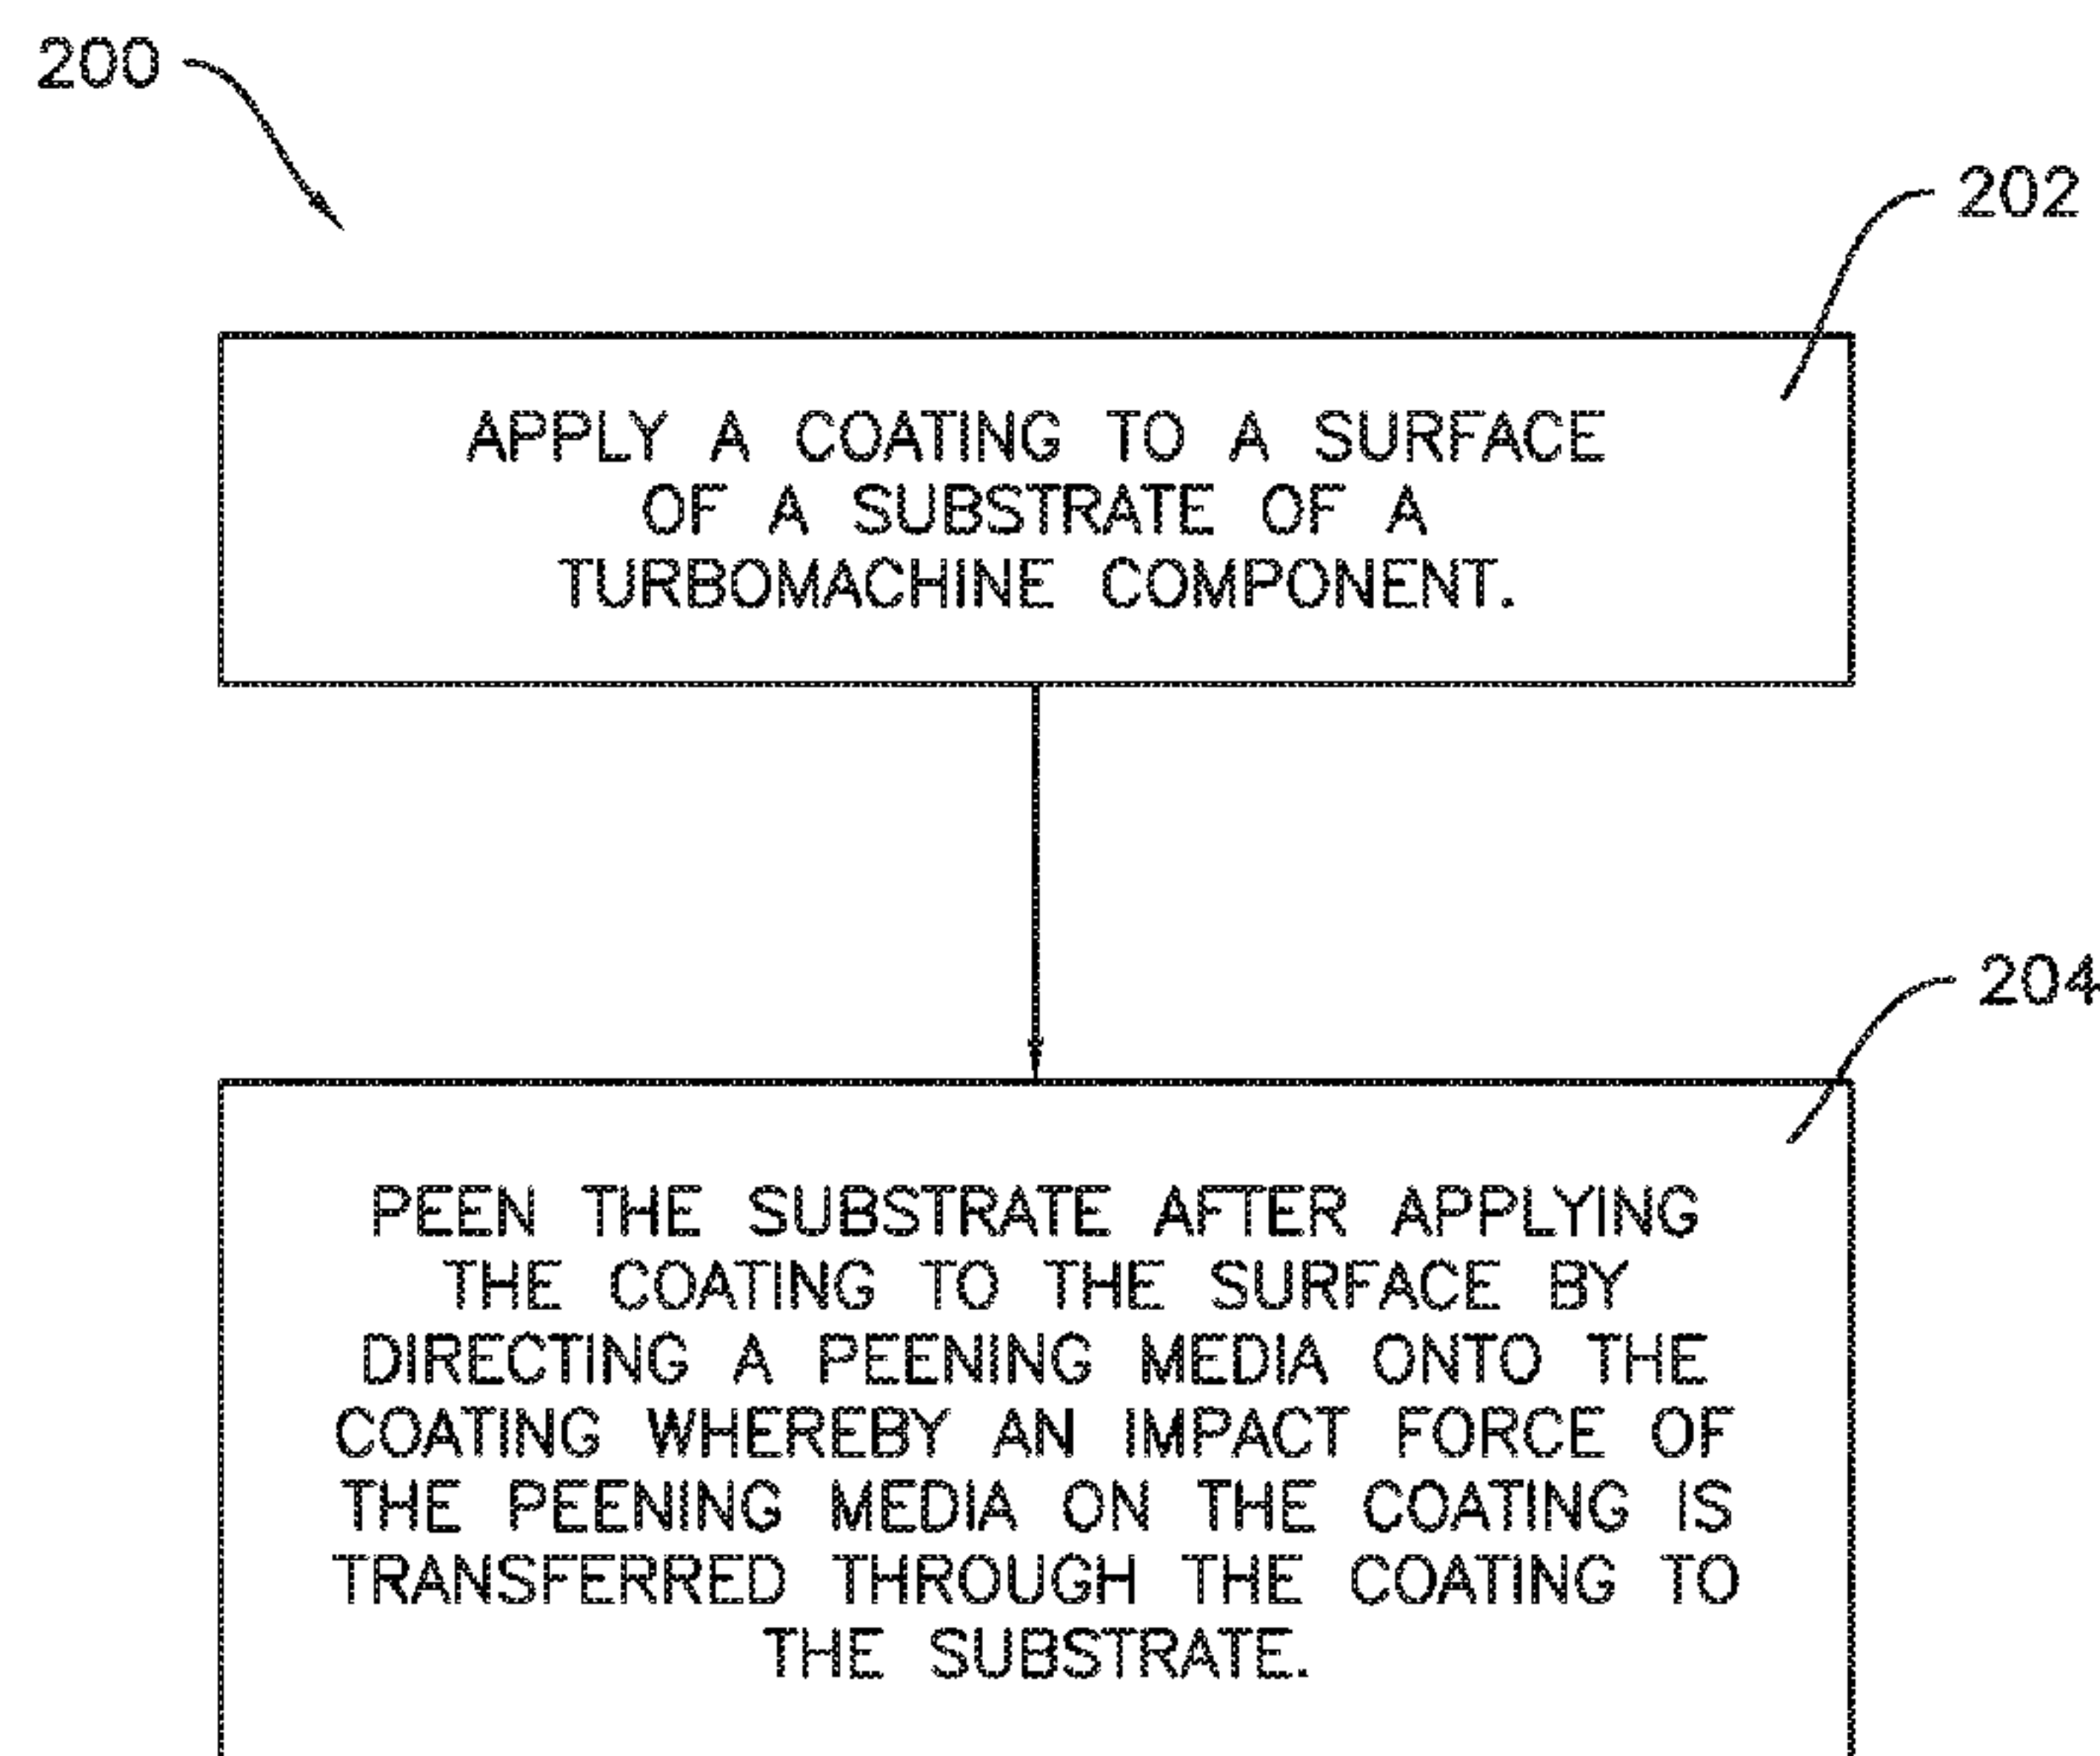 200
202
APPLY A COATING TO A SURFACE
OF A SUBSTRATE OF A
TURBOMACHINE COMPONENT.
204
PEEN THE SUBSTRATE AFTER APPLYING
THE COATING TO THE SURFACE BY
DIRECTING A PEENING MEDIA ONTO THE
COATING WHEREBY AN IMPACT FORCE OF
THE PEENING MEDIA ON THE COATING IS
TRANSFERRED THROUGH THE COATING TO
THE SUBSTRATE.